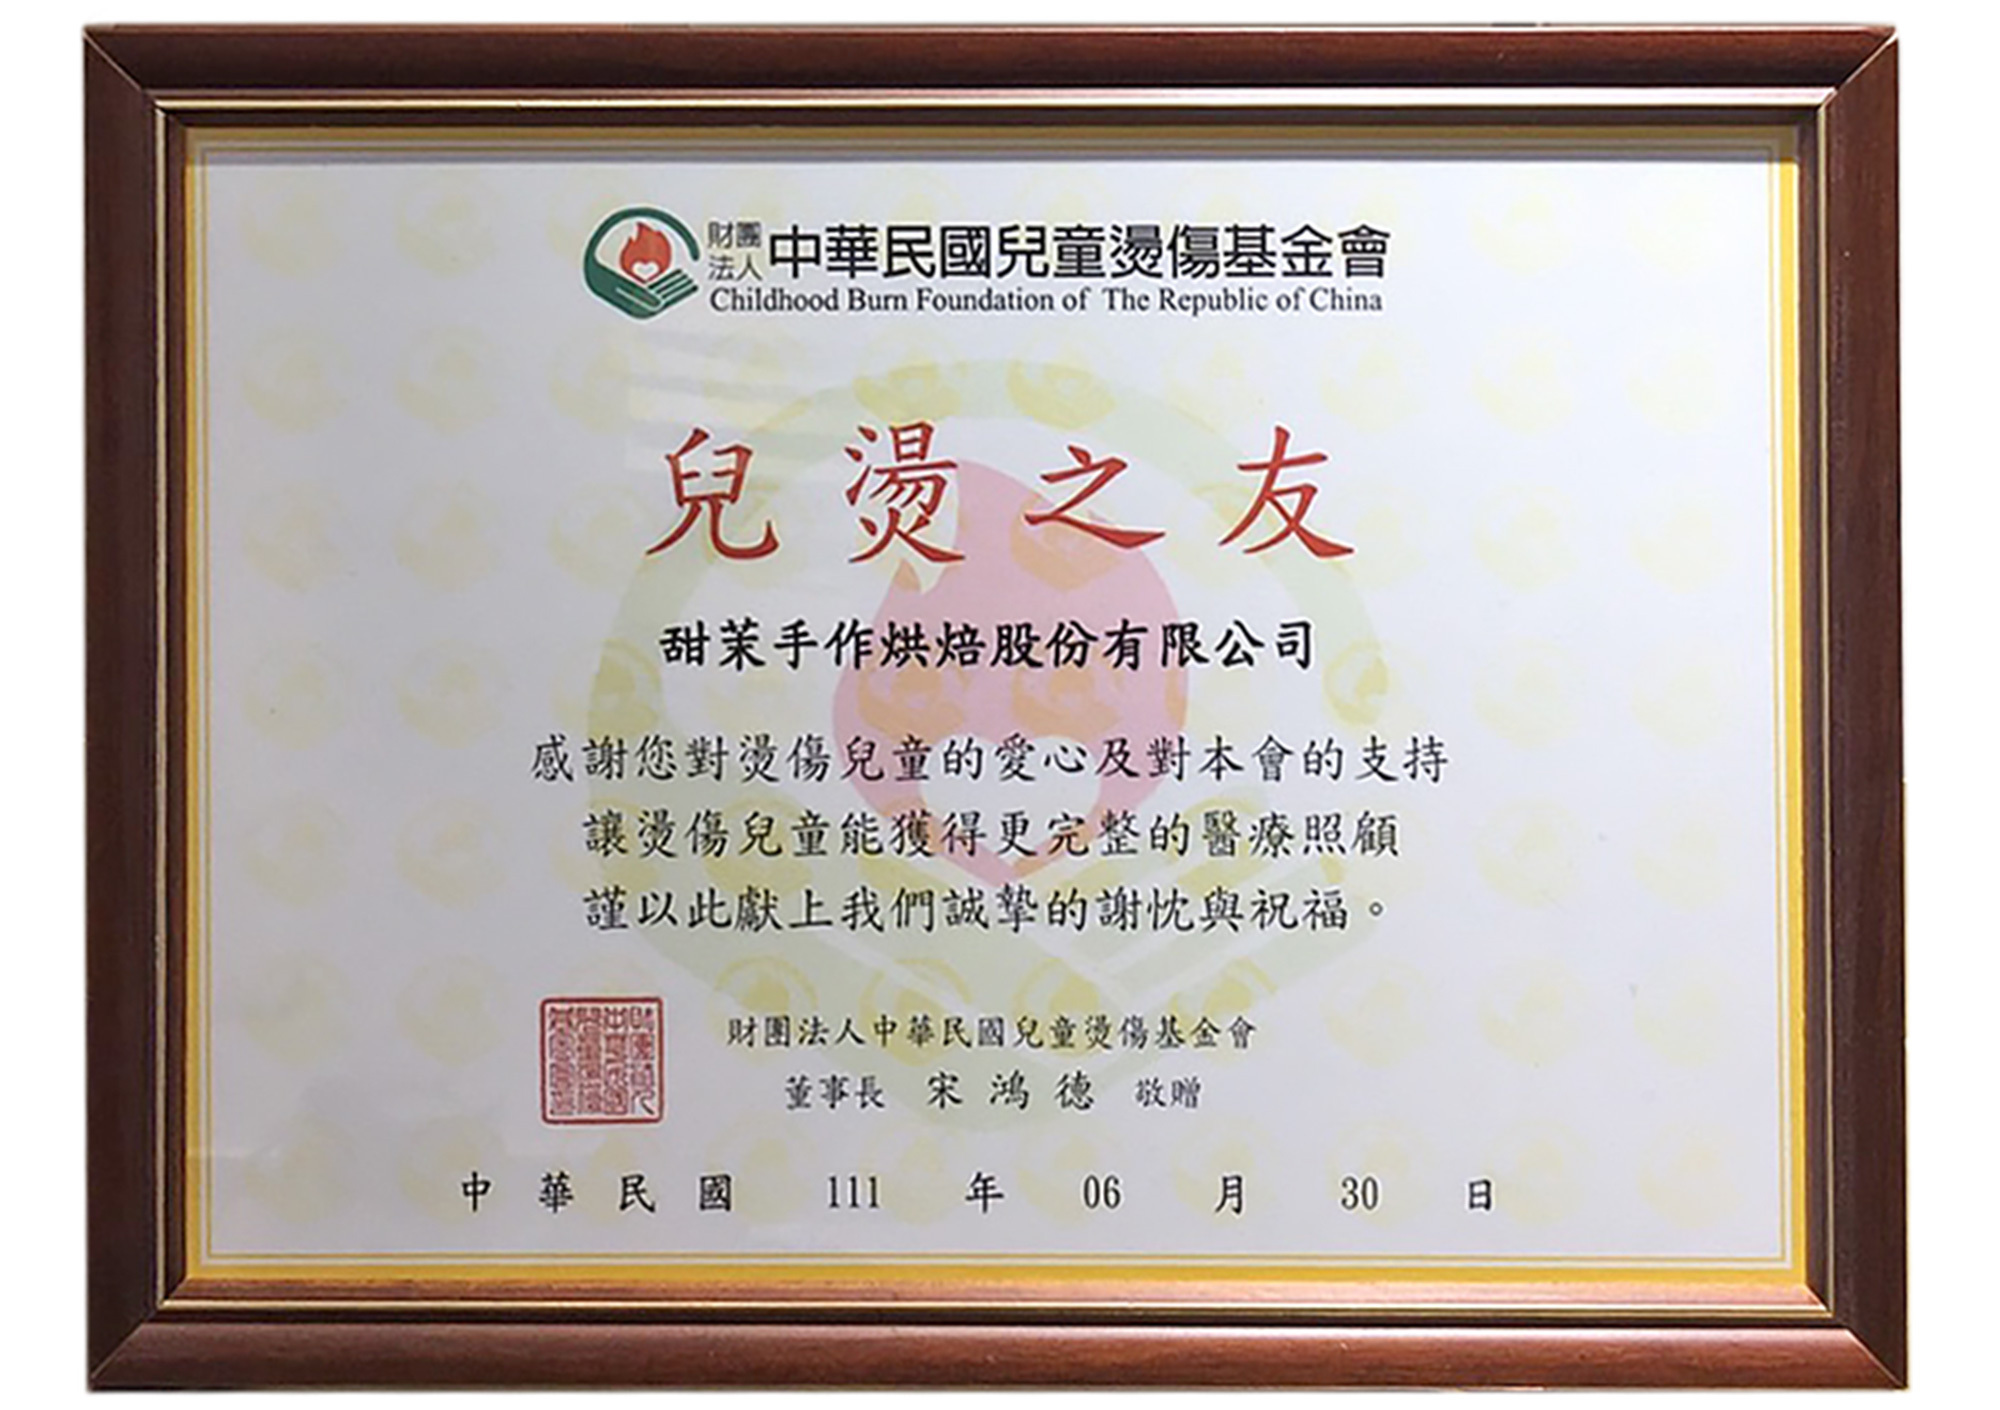 財團法人 中華民國兒童燙傷基金會
Childhood Burn Foundation of The Republic of China
兒燙之友
甜茉手作烘焙股份有限公司
感謝您對燙傷兒童的愛心及對本會的支持
讓燙傷兒童能獲得更完整的醫療照顧
謹以此獻上我們誠摯的謝忱與祝福。
財團法人中華民國兒童燙傷基金會
董事長 宋鴻德 敬贈
中華民國 111 年 06 月 30 日